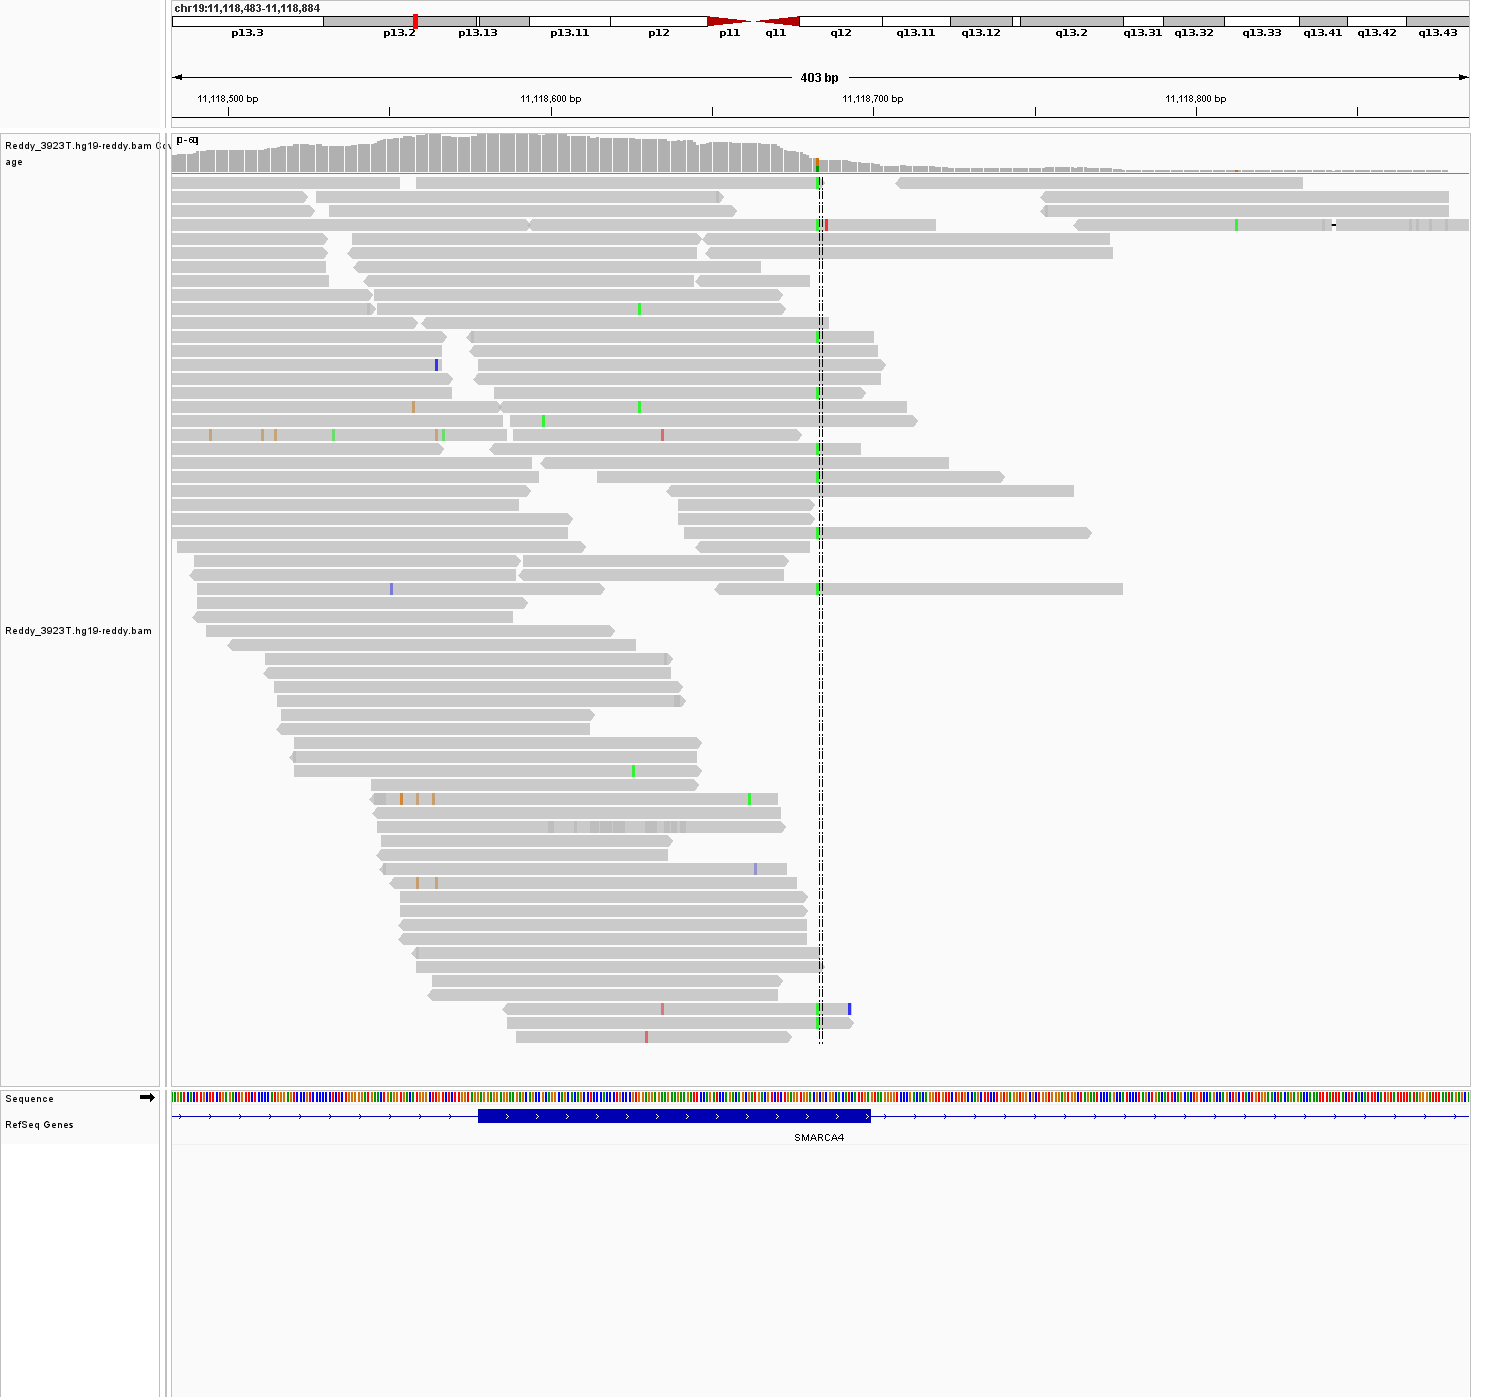 chr19:11,118,483-11,118,884
p13.3 p13.2 p13.13 p13.11 p12 p11 q11 q12 q13.11 q13.12 q13.2 q13.31 q13.32 q13.33 q13.41 q13.42 q13.43
403 bp
11,118,500 bp 11,118,600 bp 11,118,700 bp 11,118,800 bp
[0-60]
Reddy_3923T.hg19-reddy.bam Cov
age
Reddy_3923T.hg19-reddy.bam
Sequence
RefSeq Genes
SMARCA4